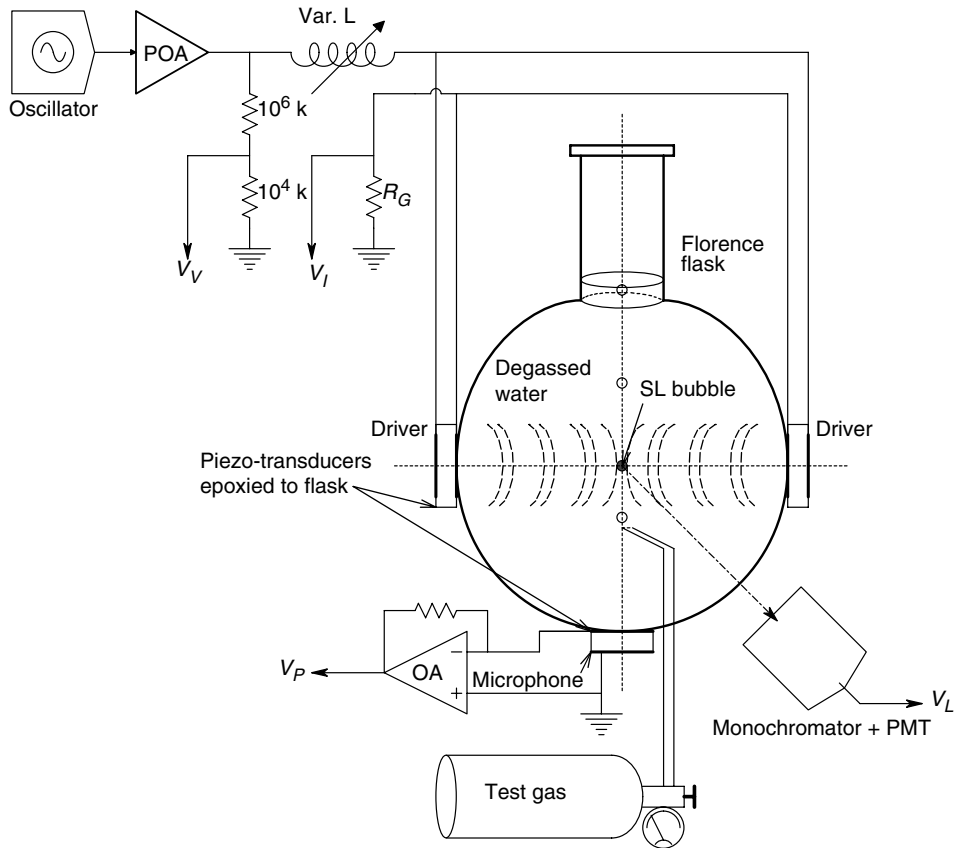 Var. L
POA
Oscillator
10⁶ k
10⁴ k
R_G
V_V
V_I
Florence
flask
Degassed
water
SL bubble
Driver
Driver
Piezo-transducers
epoxied to flask
OA
V_P
Microphone
V_L
Monochromator + PMT
Test gas